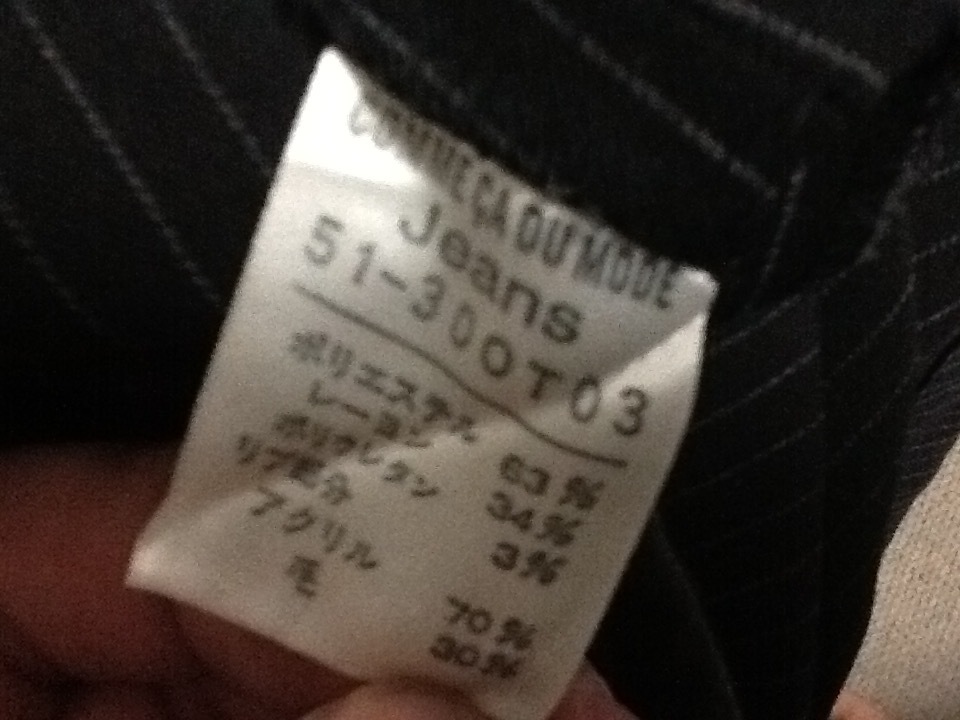 COMME ÇA DU MODE
Jeans
51-300T03
ポリエステル 63%
レーヨン 34%
ポリウレタン 3%
リブ部分
アクリル 70%
毛 30%